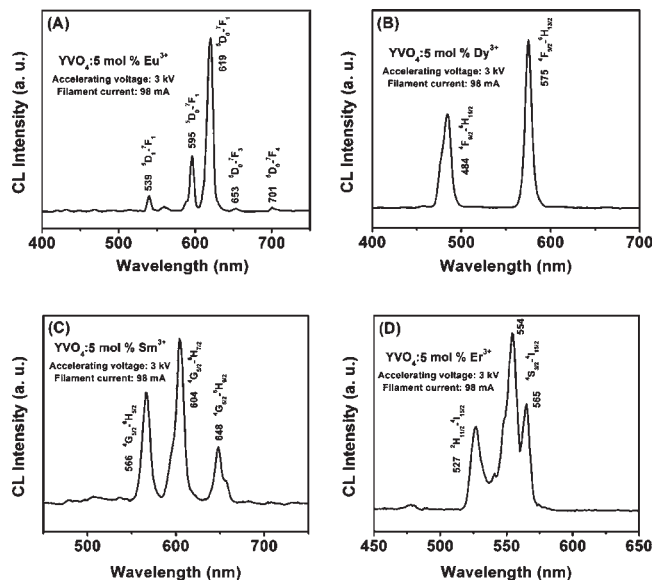 (A)
YVO₄:5 mol % Eu³⁺
Accelerating voltage: 3 kV
Filament current: 98 mA
539 ⁵D₁-⁷F₁
595 ⁵D₀-⁷F₁
619 ⁵D₀-⁷F₁
653 ⁵D₀-⁷F₃
701 ⁵D₀-⁷F₄
CL Intensity (a. u.)
400 500 600 700
Wavelength (nm)
(B)
YVO₄:5 mol % Dy³⁺
Accelerating voltage: 3 kV
Filament current: 98 mA
484 ⁴F₉/₂-⁶H₁₅/₂
575 ⁴F₉/₂-⁶H₁₃/₂
CL Intensity (a. u.)
400 500 600 700
Wavelength (nm)
(C)
YVO₄:5 mol % Sm³⁺
Accelerating voltage: 3 kV
Filament current: 98 mA
566 ⁴G₅/₂-⁶H₅/₂
604 ⁴G₅/₂-⁶H₇/₂
648 ⁴G₅/₂-⁶H₉/₂
CL Intensity (a. u.)
500 600 700
Wavelength (nm)
(D)
YVO₄:5 mol % Er³⁺
Accelerating voltage: 3 kV
Filament current: 98 mA
527 ²H₁₁/₂-⁴I₁₅/₂
554
565 ⁴S₃/₂-⁴I₁₅/₂
CL Intensity (a. u.)
450 500 550 600 650
Wavelength (nm)